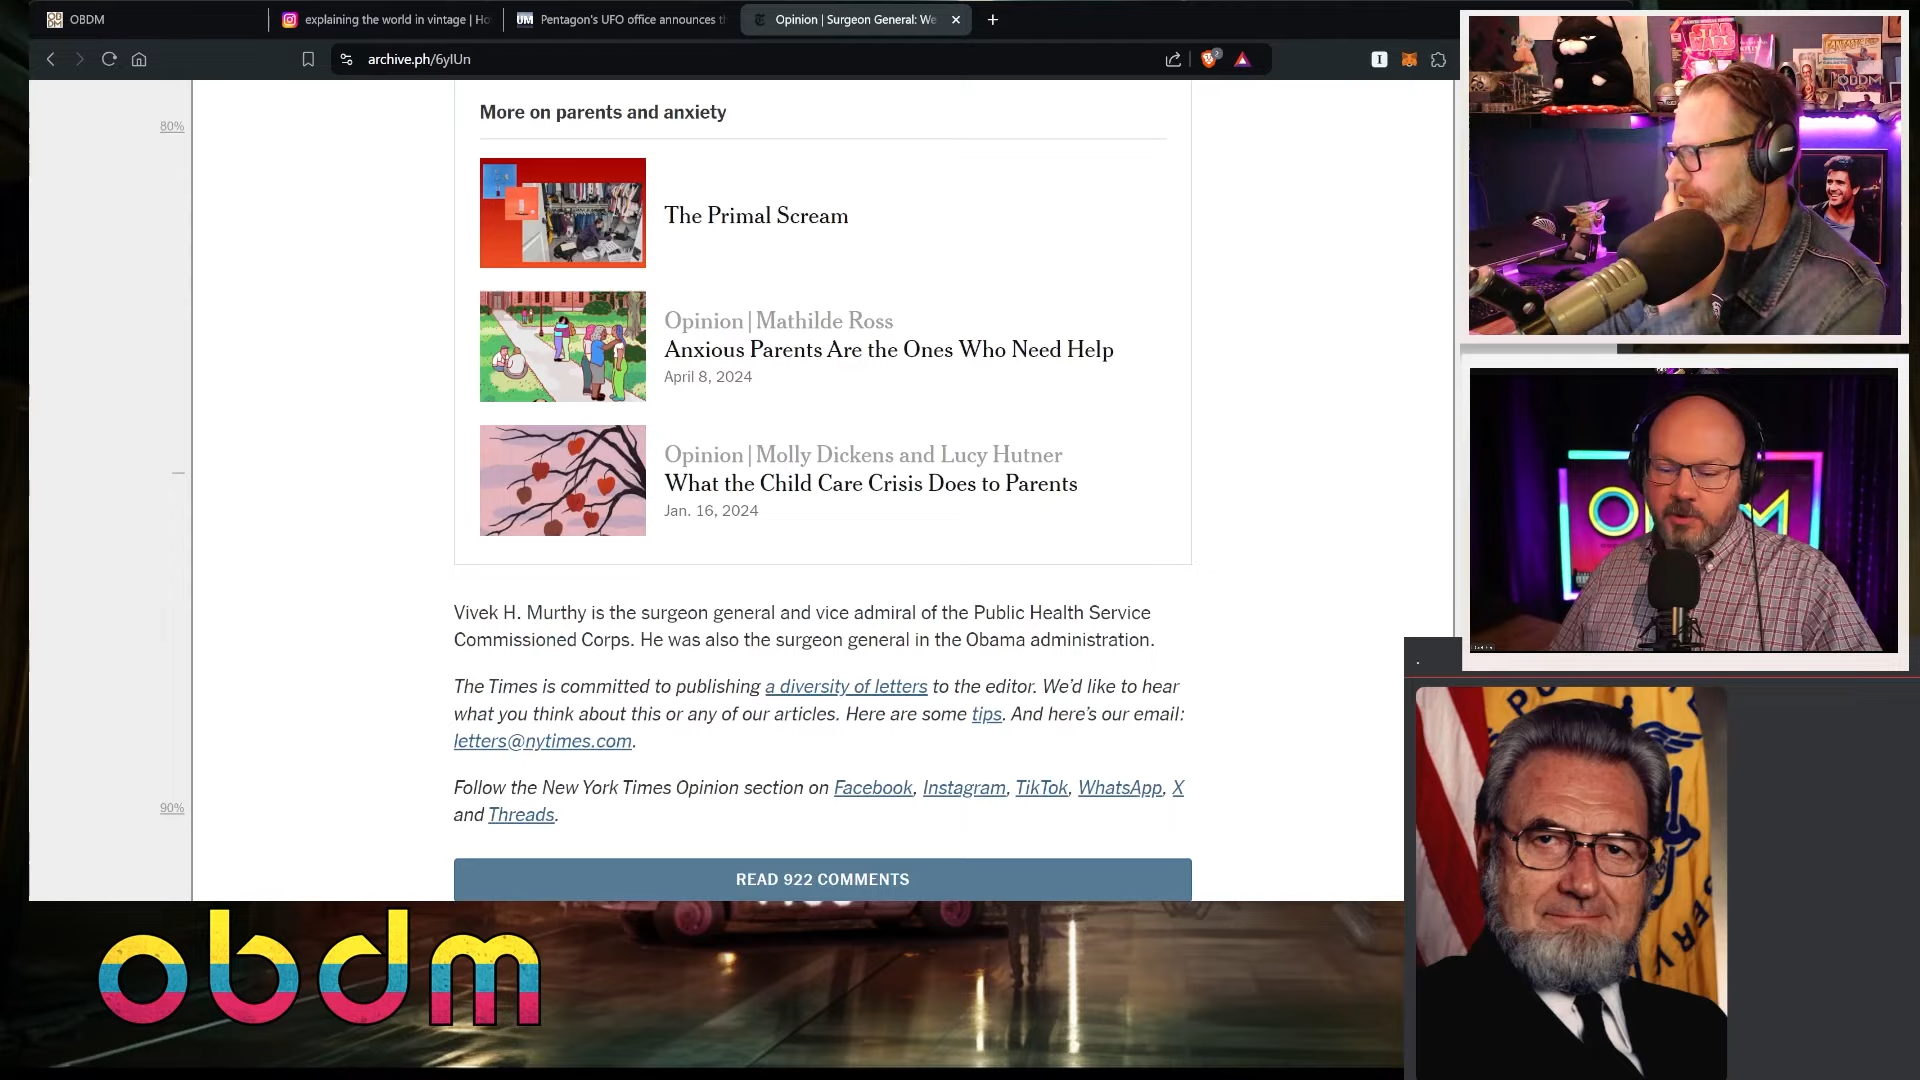 OBDM
explaining the world in vintage | Ho
UM Pentagon's UFO office announces t
Opinion | Surgeon General: We
archive.ph/6yIUn
80%
More on parents and anxiety
The Primal Scream
Opinion | Mathilde Ross
Anxious Parents Are the Ones Who Need Help
April 8, 2024
Opinion | Molly Dickens and Lucy Hutner
What the Child Care Crisis Does to Parents
Jan. 16, 2024
Vivek H. Murthy is the surgeon general and vice admiral of the Public Health Service
Commissioned Corps. He was also the surgeon general in the Obama administration.
The Times is committed to publishing a diversity of letters to the editor. We’d like to hear
what you think about this or any of our articles. Here are some tips. And here’s our email:
letters@nytimes.com.
Follow the New York Times Opinion section on Facebook, Instagram, TikTok, WhatsApp, X
and Threads.
90%
READ 922 COMMENTS
obdm
STAR
WARS
OBDM